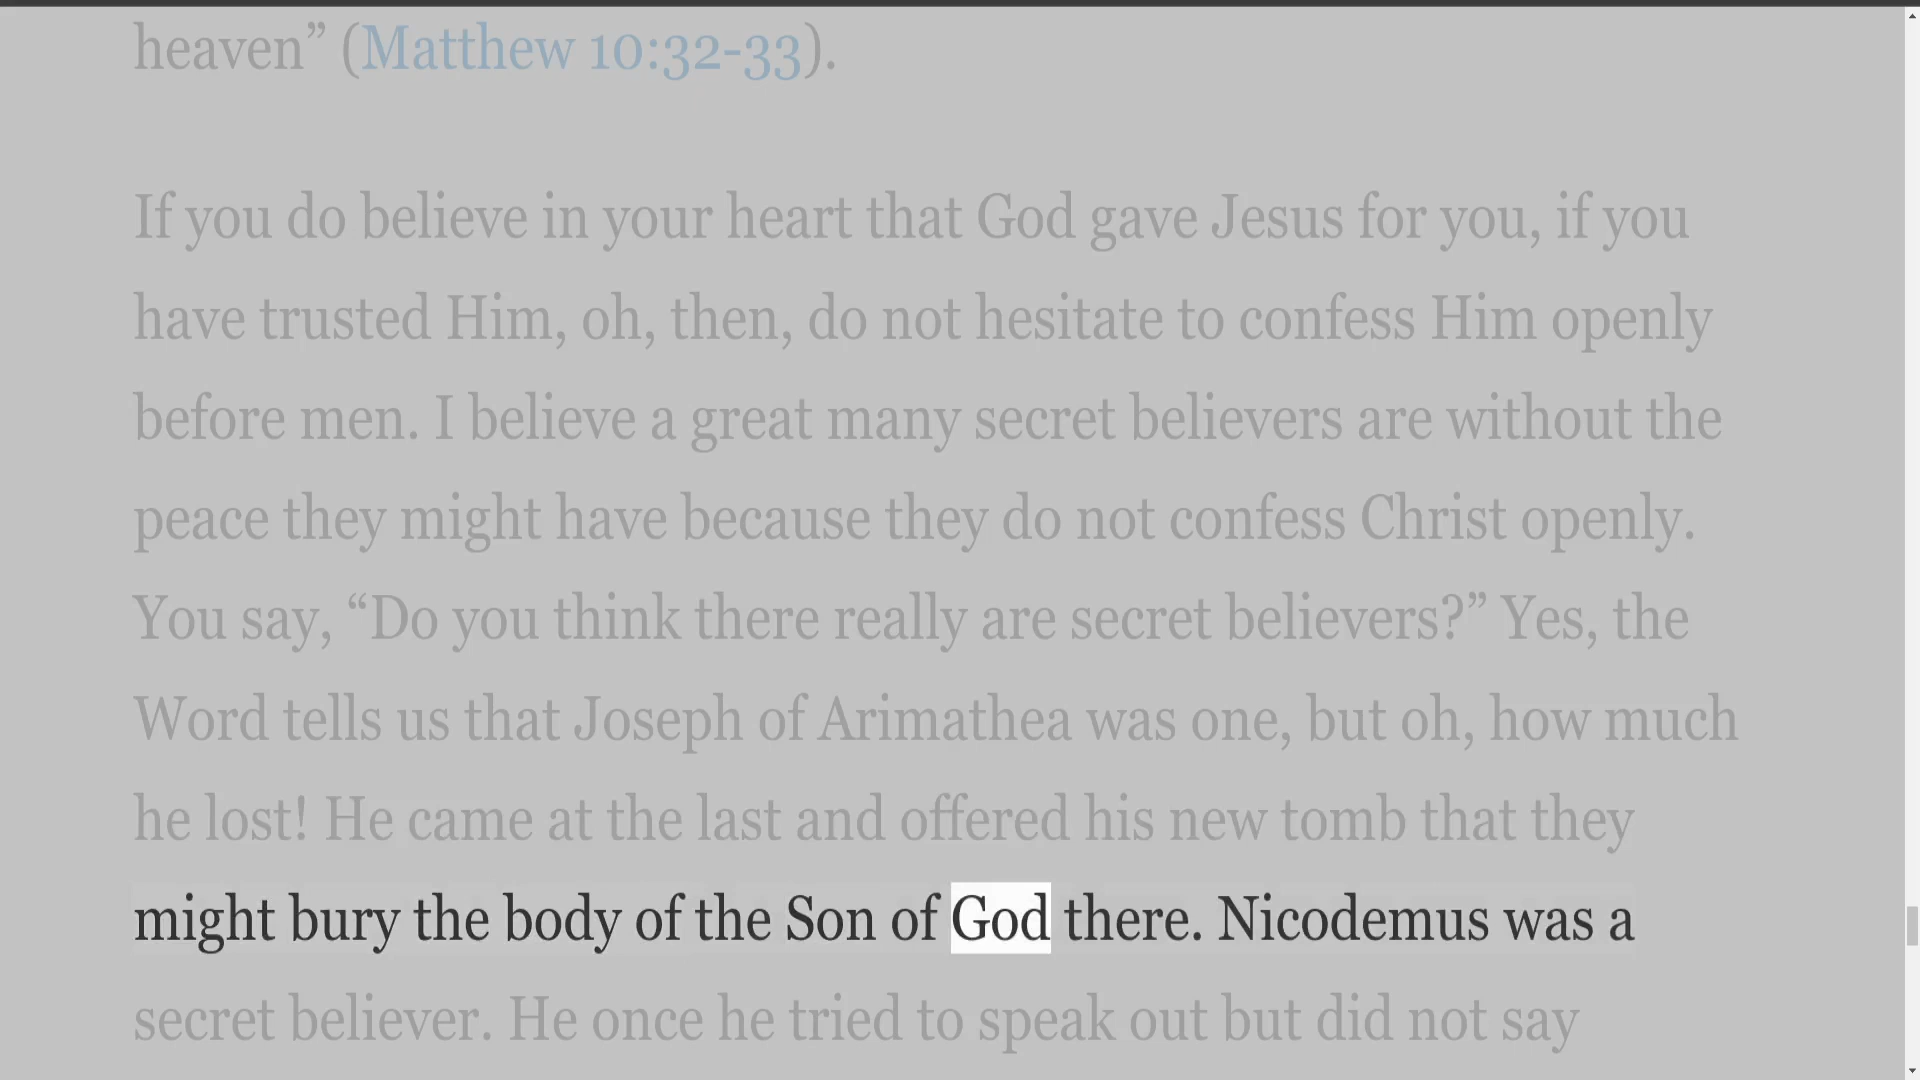 heaven” (Matthew 10:32-33).
If you do believe in your heart that God gave Jesus for you, if you
have trusted Him, oh, then, do not hesitate to confess Him openly
before men. I believe a great many secret believers are without the
peace they might have because they do not confess Christ openly.
You say, “Do you think there really are secret believers?” Yes, the
Word tells us that Joseph of Arimathea was one, but oh, how much
he lost! He came at the last and offered his new tomb that they
might bury the body of the Son of God there. Nicodemus was a
secret believer. He once he tried to speak out but did not say